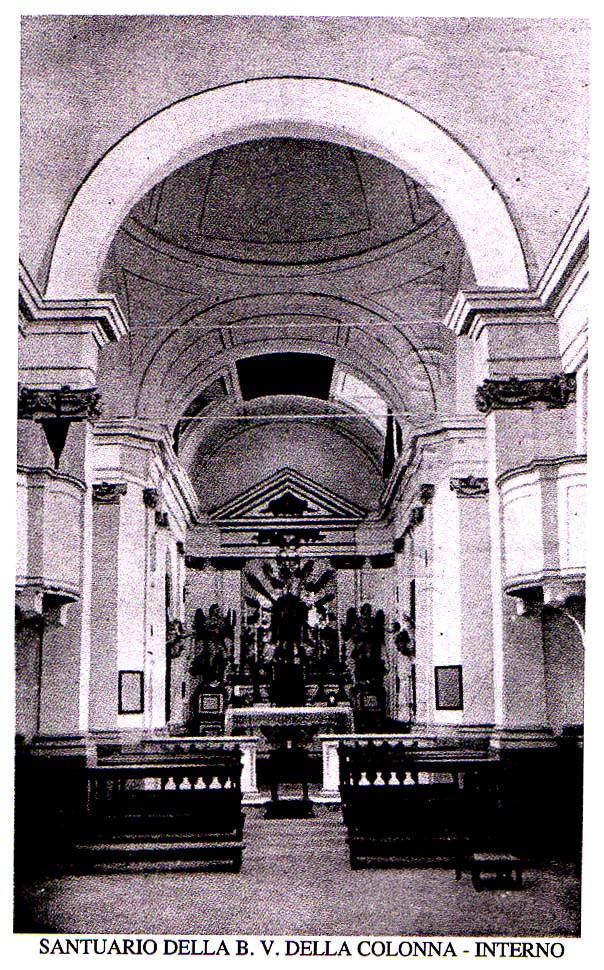 SANTUARIO DELLA B. V. DELLA COLONNA - INTERNO